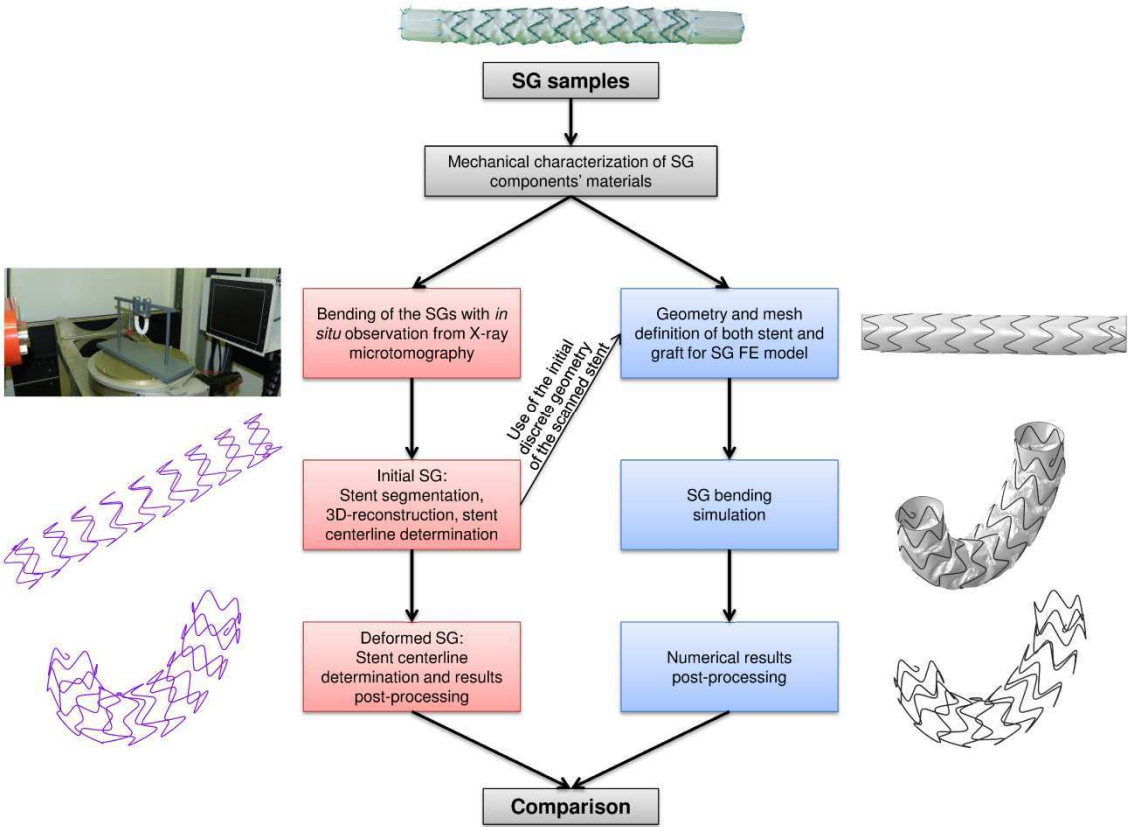 SG samples
Mechanical characterization of SG
components' materials
Bending of the SGs with in
situ observation from X-ray
microtomography
Geometry and mesh
definition of both stent and
graft for SG FE model
Use of the initial
discrete geometry
of the scanned stent
Initial SG:
Stent segmentation,
3D-reconstruction, stent
centerline determination
SG bending
simulation
Deformed SG:
Stent centerline
determination and results
post-processing
Numerical results
post-processing
Comparison